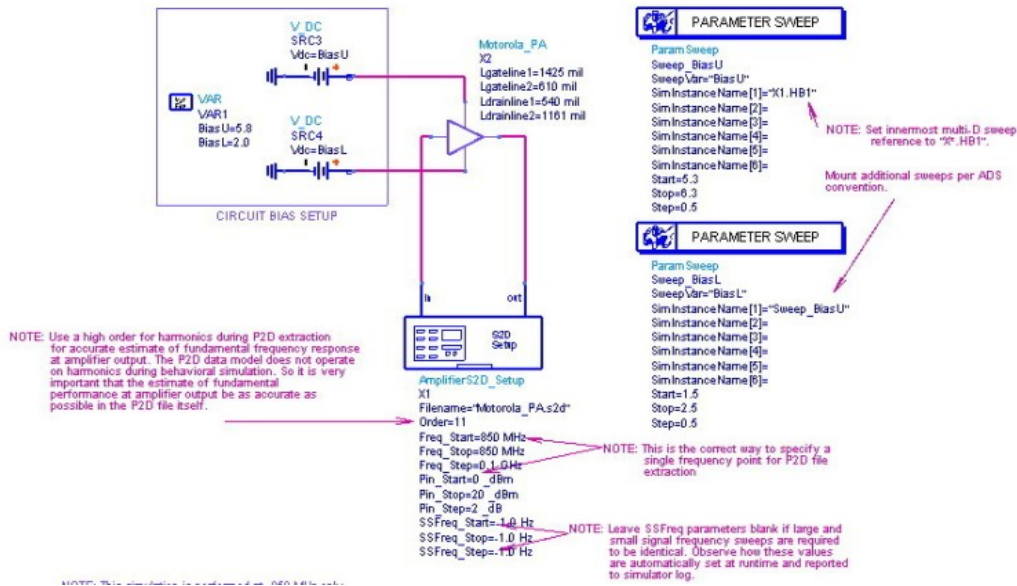 V_DC
SRC3
Vdc=BiasU
VAR
VAR1
BiasU=5.8
BiasL=2.0
V_DC
SRC4
Vdc=BiasL
CIRCUIT BIAS SETUP
Motorola_PA
X2
Lgateline1=1425 mil
Lgateline2=610 mil
Ldrainline1=540 mil
Ldrainline2=1161 mil
In
out
S2D
Setup
AmplifierS2D_Setup
X1
Filename="Motorola_PA.s2d"
Order=11
Freq_Start=850 MHz
Freq_Stop=850 MHz
Freq_Step=0.1 GHz
Pin_Start=0 _dBm
Pin_Stop=20 _dBm
Pin_Step=2 _dB
SSFreq_Start=-1.0 Hz
SSFreq_Stop=-1.0 Hz
SSFreq_Step=-1.0 Hz
NOTE: Use a high order for harmonics during P2D extraction
for accurate estimate of fundamental frequency response
at amplifier output. The P2D data model does not operate
on harmonics during behavioral simulation. So it is very
important that the estimate of fundamental
performance at amplifier output be as accurate as
possible in the P2D file itself.
NOTE: This is the correct way to specify a
single frequency point for P2D file
extraction
NOTE: Leave SSFreq parameters blank if large and
small signal frequency sweeps are required
to be identical. Observe how these values
are automatically set at runtime and reported
to simulator log.
PARAMETER SWEEP
ParamSweep
Sweep_BiasU
SweepVar="BiasU"
SimInstanceName[1]="X1.HB1"
SimInstanceName[2]=
SimInstanceName[3]=
SimInstanceName[4]=
SimInstanceName[5]=
SimInstanceName[6]=
Start=5.3
Stop=6.3
Step=0.5
NOTE: Set innermost multi-D sweep
reference to "X*.HB1".
Mount additional sweeps per ADS
convention.
PARAMETER SWEEP
ParamSweep
Sweep_BiasL
SweepVar="BiasL"
SimInstanceName[1]="Sweep_BiasU"
SimInstanceName[2]=
SimInstanceName[3]=
SimInstanceName[4]=
SimInstanceName[5]=
SimInstanceName[6]=
Start=1.5
Stop=2.5
Step=0.5
NOTE: This simulation is performed at 850 MHz only